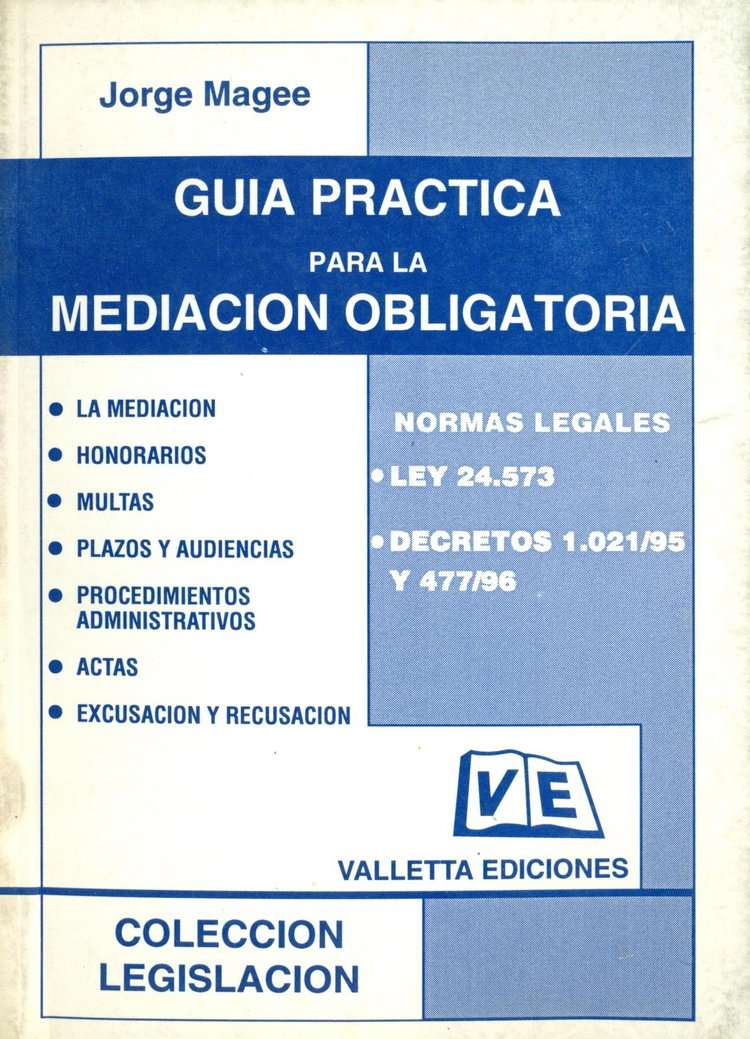 Jorge Magee
GUIA PRACTICA
PARA LA
MEDIACION OBLIGATORIA
● LA MEDIACION
● HONORARIOS
● MULTAS
● PLAZOS Y AUDIENCIAS
● PROCEDIMIENTOS
ADMINISTRATIVOS
● ACTAS
● EXCUSACION Y RECUSACION
NORMAS LEGALES
● LEY 24.573
● DECRETOS 1.021/95
Y 477/96
VE
VALLETTA EDICIONES
COLECCION
LEGISLACION